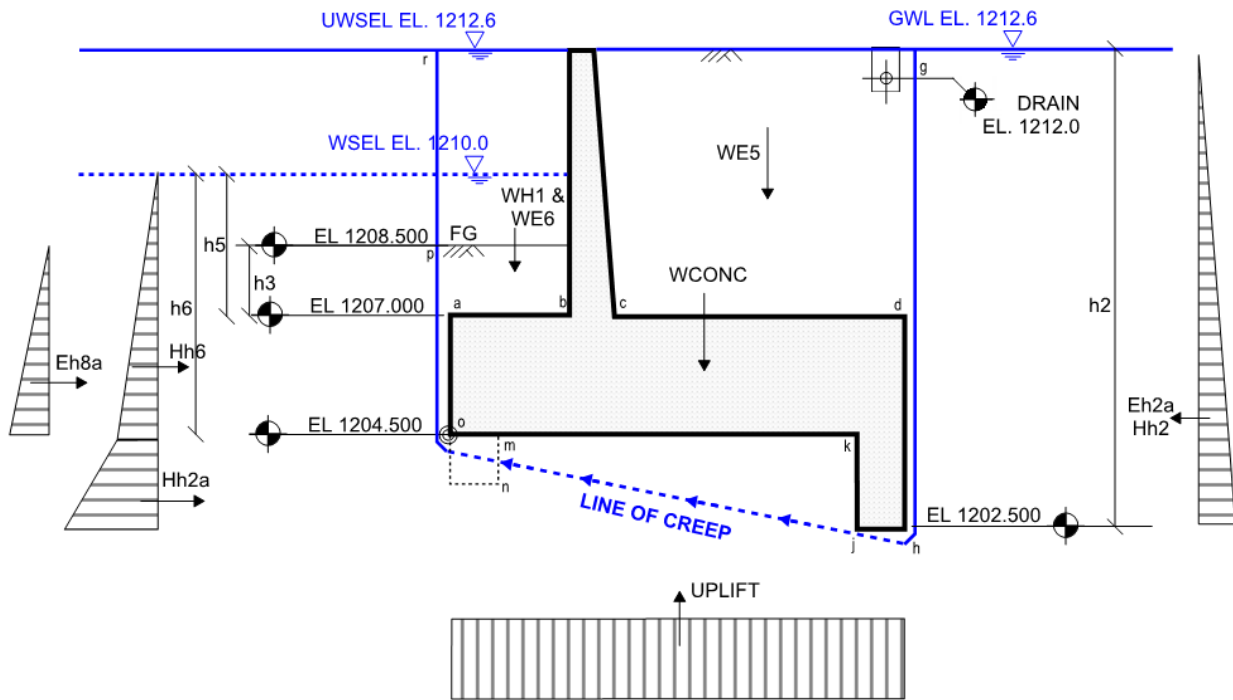 UWSEL EL. 1212.6
GWL EL. 1212.6
r
g
DRAIN
EL. 1212.0
WSEL EL. 1210.0
WE5
WH1 &
WE6
h5
EL 1208.500
FG
p
h3
WCONC
h2
h6
EL 1207.000
a
b
c
d
Eh8a
Hh6
Eh2a
Hh2
EL 1204.500
o
m
k
n
Hh2a
LINE OF CREEP
EL 1202.500
j
h
UPLIFT